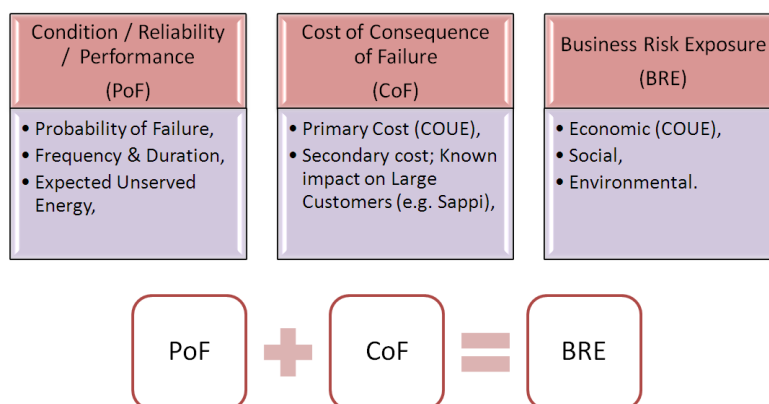 Condition / Reliability
/ Performance
(PoF)
• Probability of Failure,
• Frequency & Duration,
• Expected Unserved
Energy,
Cost of Consequence
of Failure
(CoF)
• Primary Cost (COUE),
• Secondary cost; Known
impact on Large
Customers (e.g. Sappi),
Business Risk Exposure
(BRE)
• Economic (COUE),
• Social,
• Environmental.
PoF + CoF = BRE